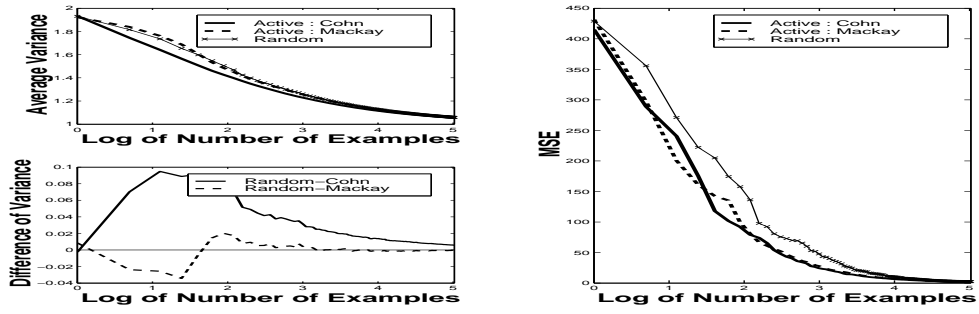 2
1.8
1.6
1.4
1.2
1
Average Variance
Active : Cohn
Active : Mackay
Random
0 1 2 3 4 5
Log of Number of Examples
0.1
0.08
0.06
0.04
0.02
0
−0.02
−0.04
Difference of Variance
Random−Cohn
Random−Mackay
0 1 2 3 4 5
Log of Number of Examples
450
400
350
300
250
200
150
100
50
0
MSE
Active : Cohn
Active : Mackay
Random
0 1 2 3 4 5
Log of Number of Examples